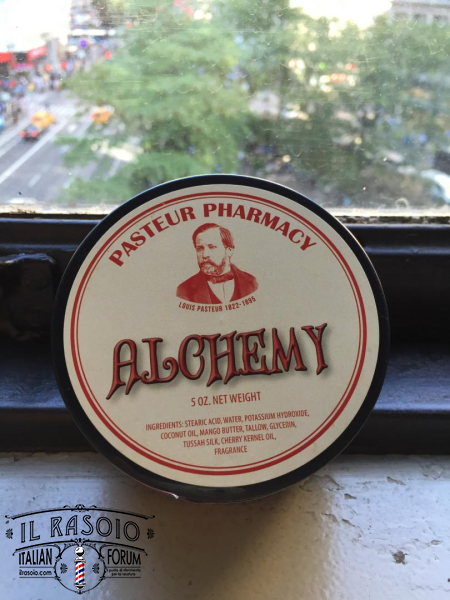 PASTEUR PHARMACY
LOUIS PASTEUR 1822-1895
ALCHEMY
5 OZ. NET WEIGHT
INGREDIENTS: STEARIC ACID, WATER, POTASSIUM HYDROXIDE,
COCONUT OIL, MANGO BUTTER, TALLOW, GLYCERIN,
TUSSAH SILK, CHERRY KERNEL OIL,
FRAGRANCE
IL RASOIO
ITALIAN FORUM
ilrasoio.com